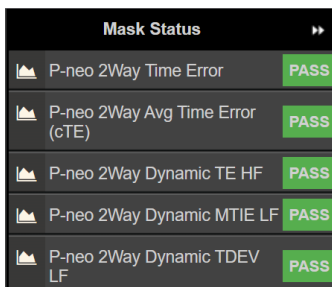 Mask Status
P-neo 2Way Time Error PASS
P-neo 2Way Avg Time Error
(cTE) PASS
P-neo 2Way Dynamic TE HF PASS
P-neo 2Way Dynamic MTIE LF PASS
P-neo 2Way Dynamic TDEV
LF PASS